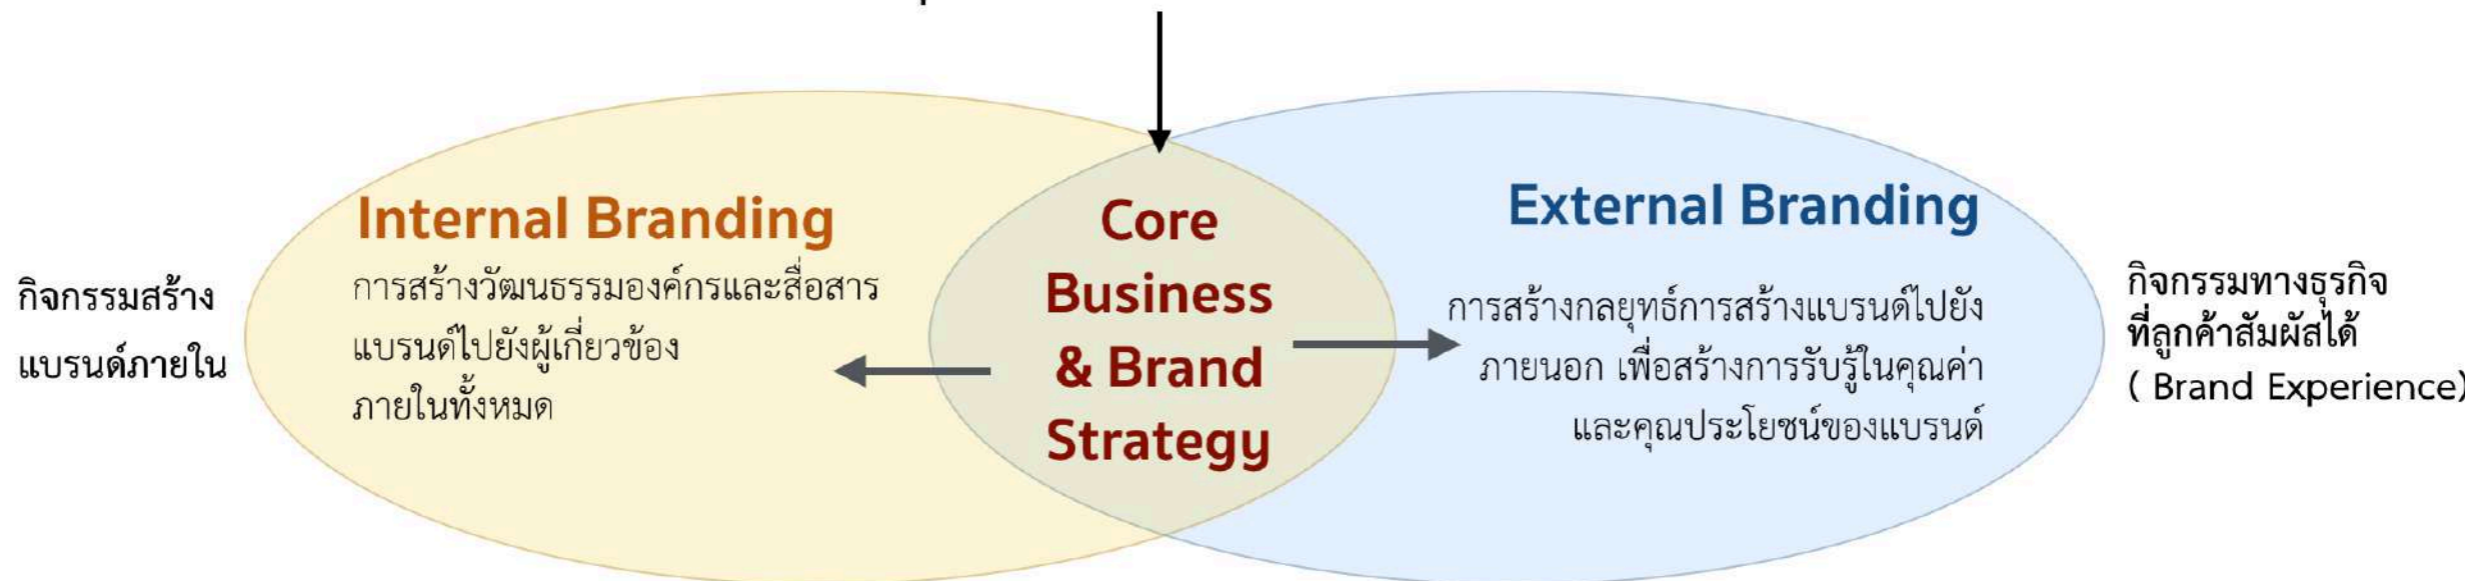 กิจกรรมสร้าง
แบรนด์ภายใน
Internal Branding
การสร้างวัฒนธรรมองค์กรและสื่อสาร
แบรนด์ไปยังผู้เกี่ยวข้อง
ภายในทั้งหมด
Core
Business
& Brand
Strategy
External Branding
การสร้างกลยุทธ์การสร้างแบรนด์ไปยัง
ภายนอก เพื่อสร้างการรับรู้ในคุณค่า
และคุณประโยชน์ของแบรนด์
กิจกรรมทางธุรกิจ
ที่ลูกค้าสัมผัสได้
( Brand Experience)